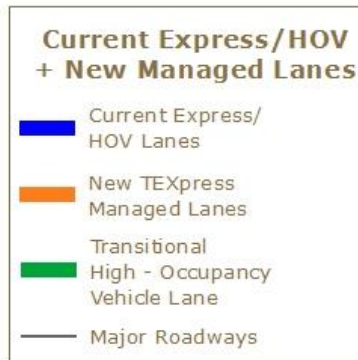 Current Express/HOV
+ New Managed Lanes
Current Express/
HOV Lanes
New TEXpress
Managed Lanes
Transitional
High - Occupancy
Vehicle Lane
Major Roadways